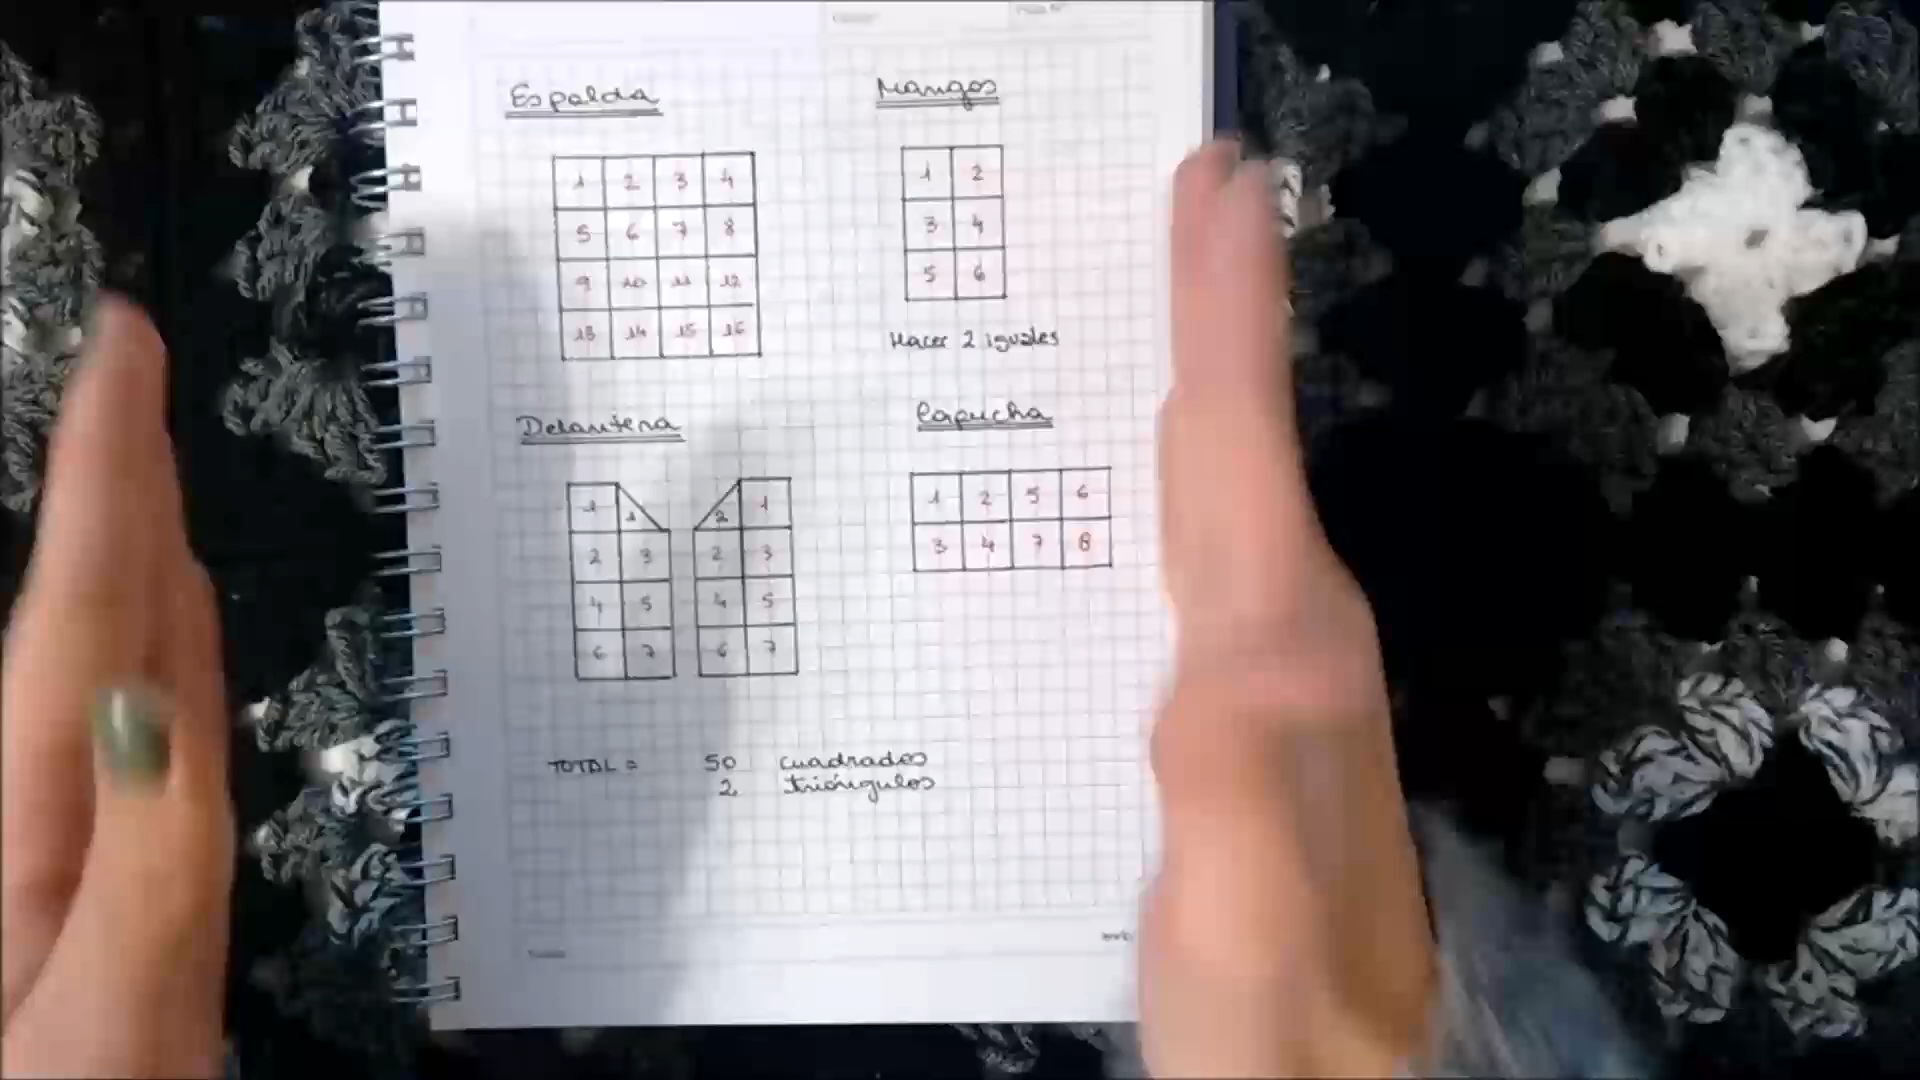 Espalda
1 2 3 4
5 6 7 8
9 10 11 12
13 14 15 16
Mangas
1 2
3 4
5 6
Hacer 2 iguales
Delantera
1 1
2 3
4 5
6 7
2 1
2 3
4 5
6 7
Capucha
1 2 5 6
3 4 7 8
TOTAL = 50 cuadrados
2 triángulos